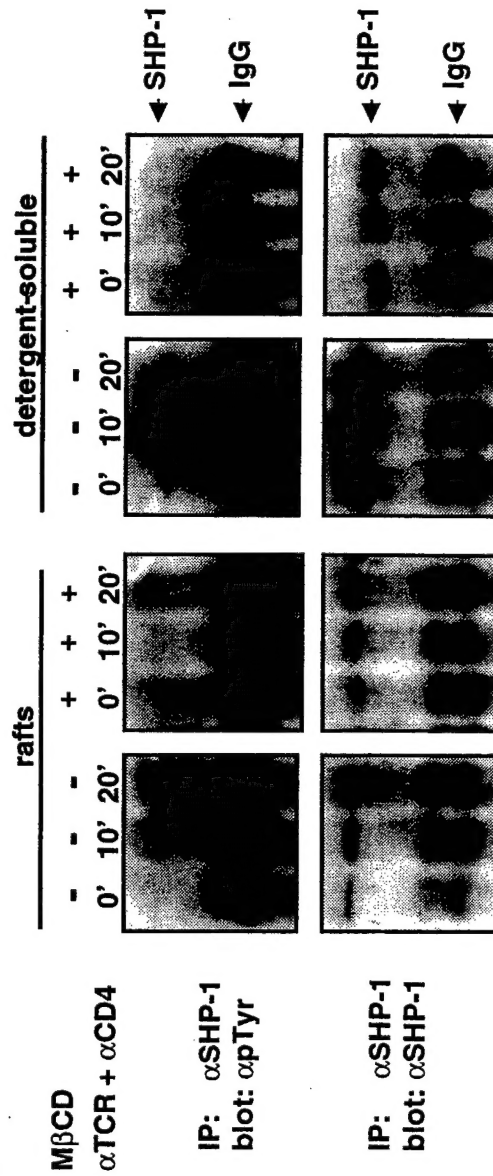 rafts detergent-soluble
MβCD - - - + + + - - - + + +
αTCR + αCD4 0' 10' 20' 0' 10' 20' 0' 10' 20' 0' 10' 20'
IP: αSHP-1
blot: αpTyr
SHP-1
IgG
IP: αSHP-1
blot: αSHP-1
SHP-1
IgG